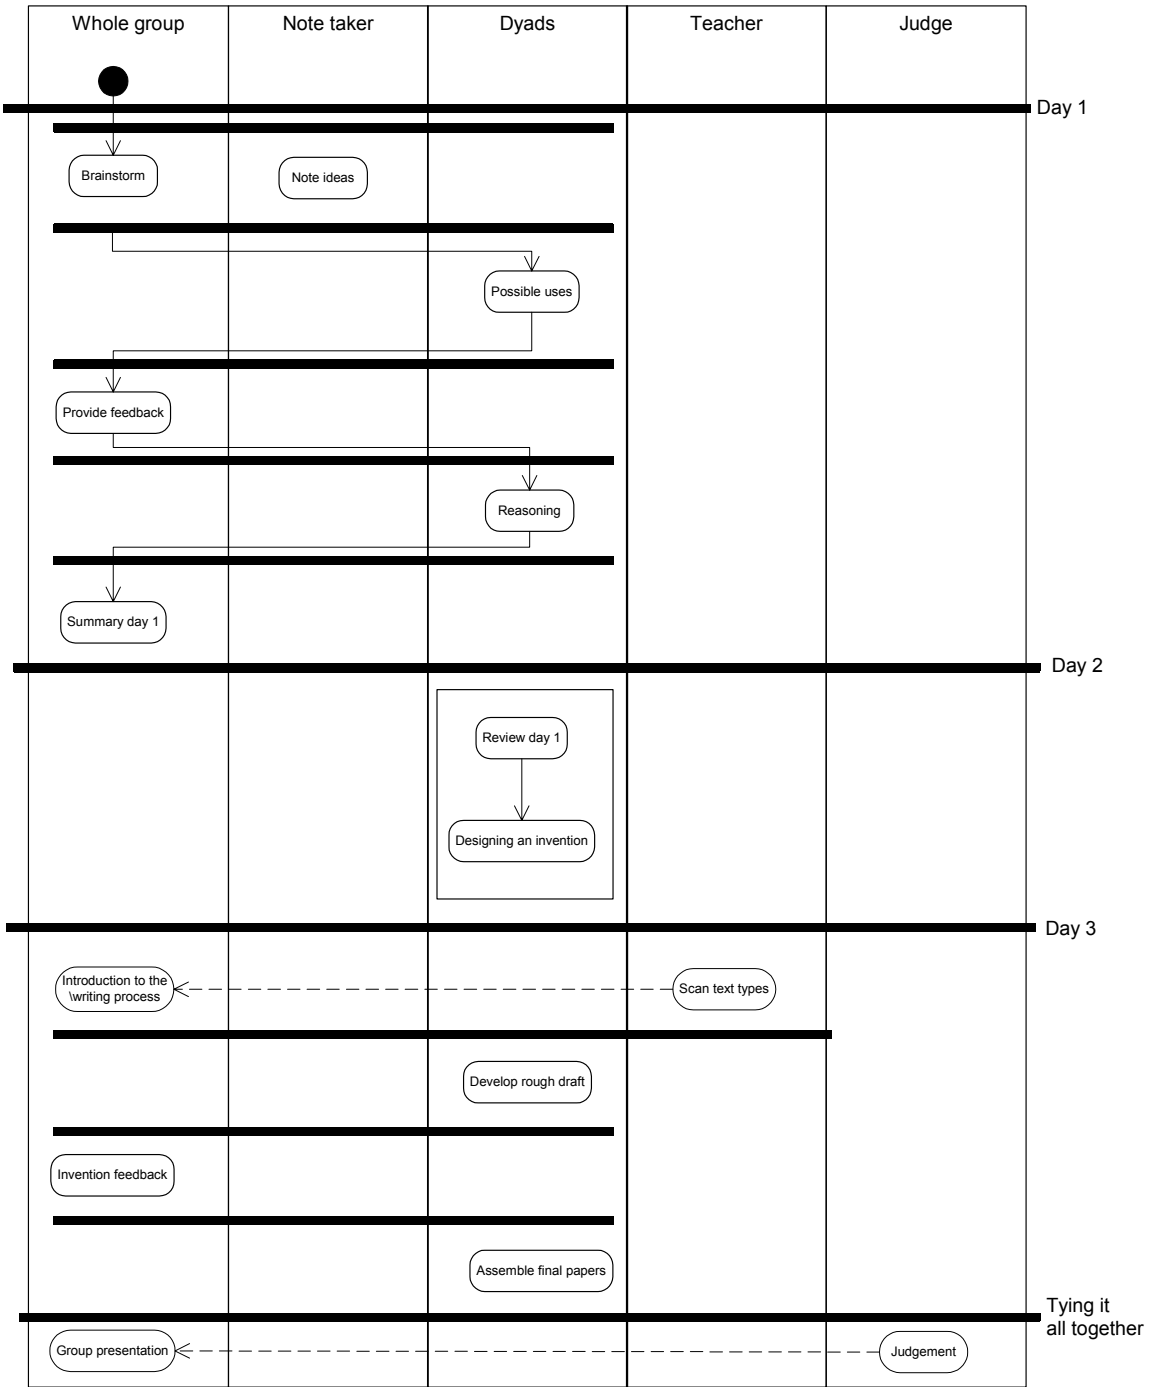 Whole group
Note taker
Dyads
Teacher
Judge
Day 1
Brainstorm
Note ideas
Possible uses
Provide feedback
Reasoning
Summary day 1
Day 2
Review day 1
Designing an invention
Day 3
Introduction to the
\writing process
Scan text types
Develop rough draft
Invention feedback
Assemble final papers
Tying it
all together
Group presentation
Judgement